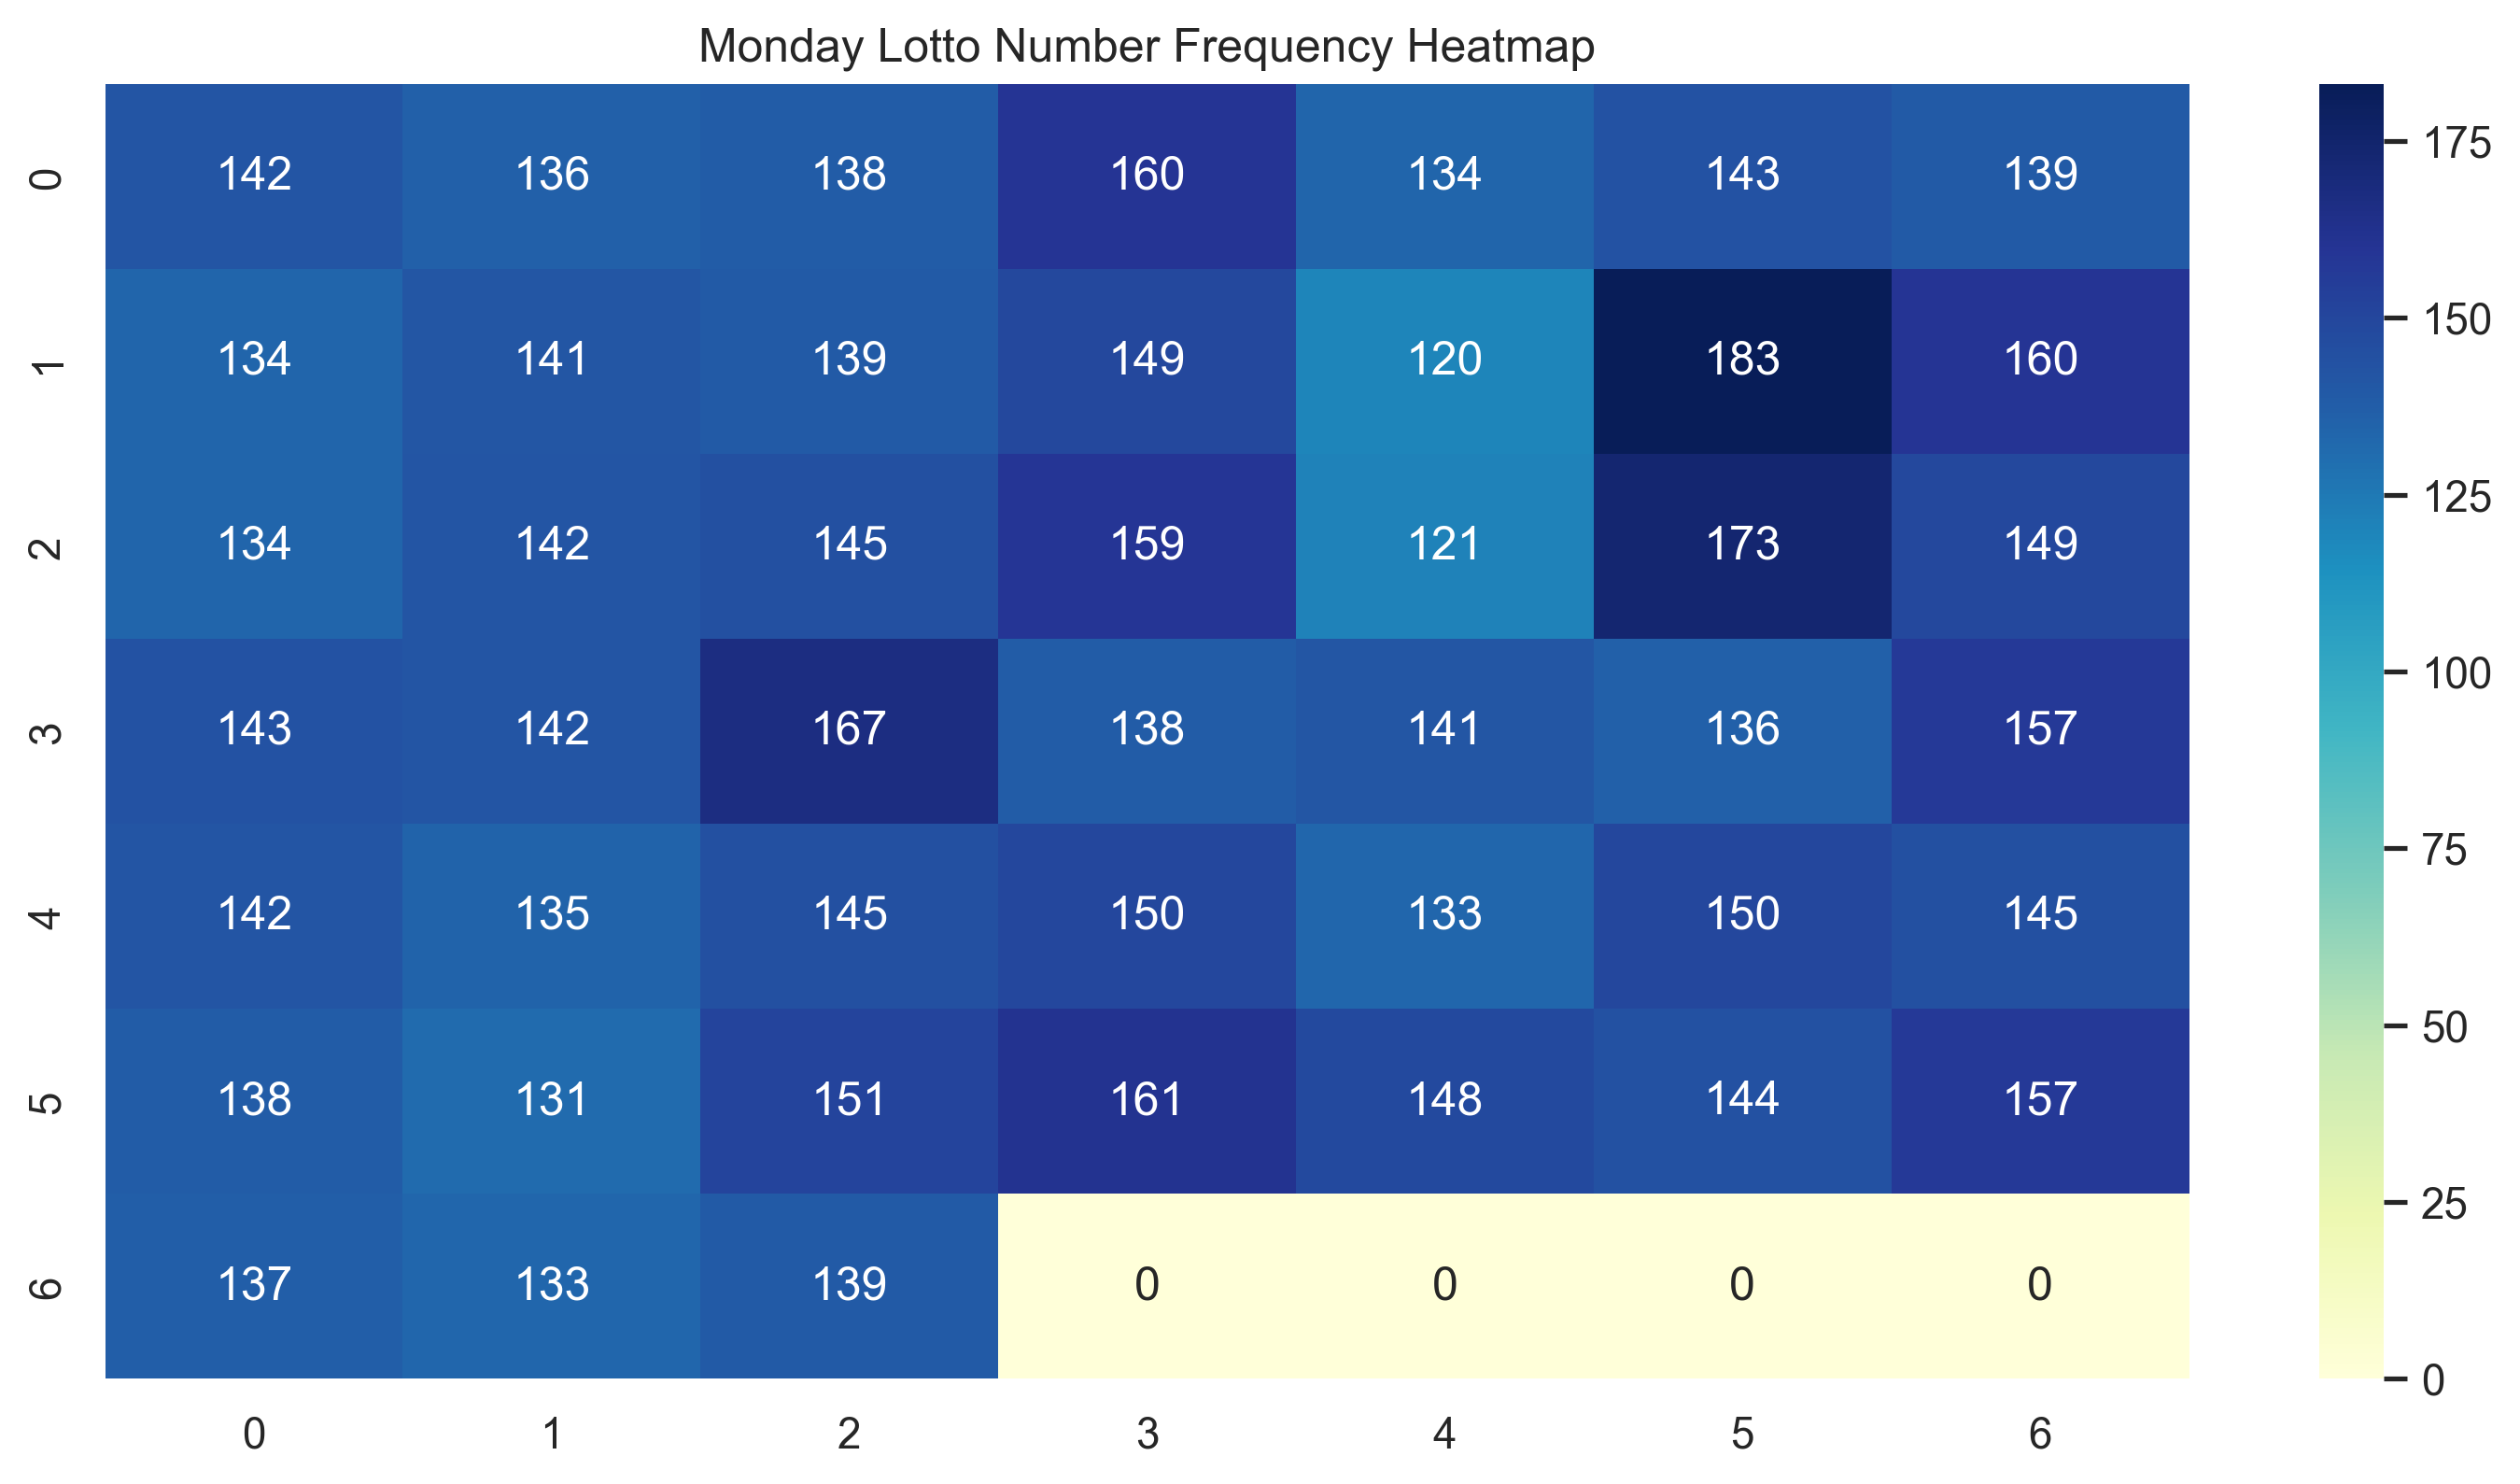 Monday Lotto Number Frequency Heatmap
0 142 136 138 160 134 143 139
1 134 141 139 149 120 183 160
2 134 142 145 159 121 173 149
3 143 142 167 138 141 136 157
4 142 135 145 150 133 150 145
5 138 131 151 161 148 144 157
6 137 133 139 0 0 0 0
0 1 2 3 4 5 6
175
150
125
100
75
50
25
0